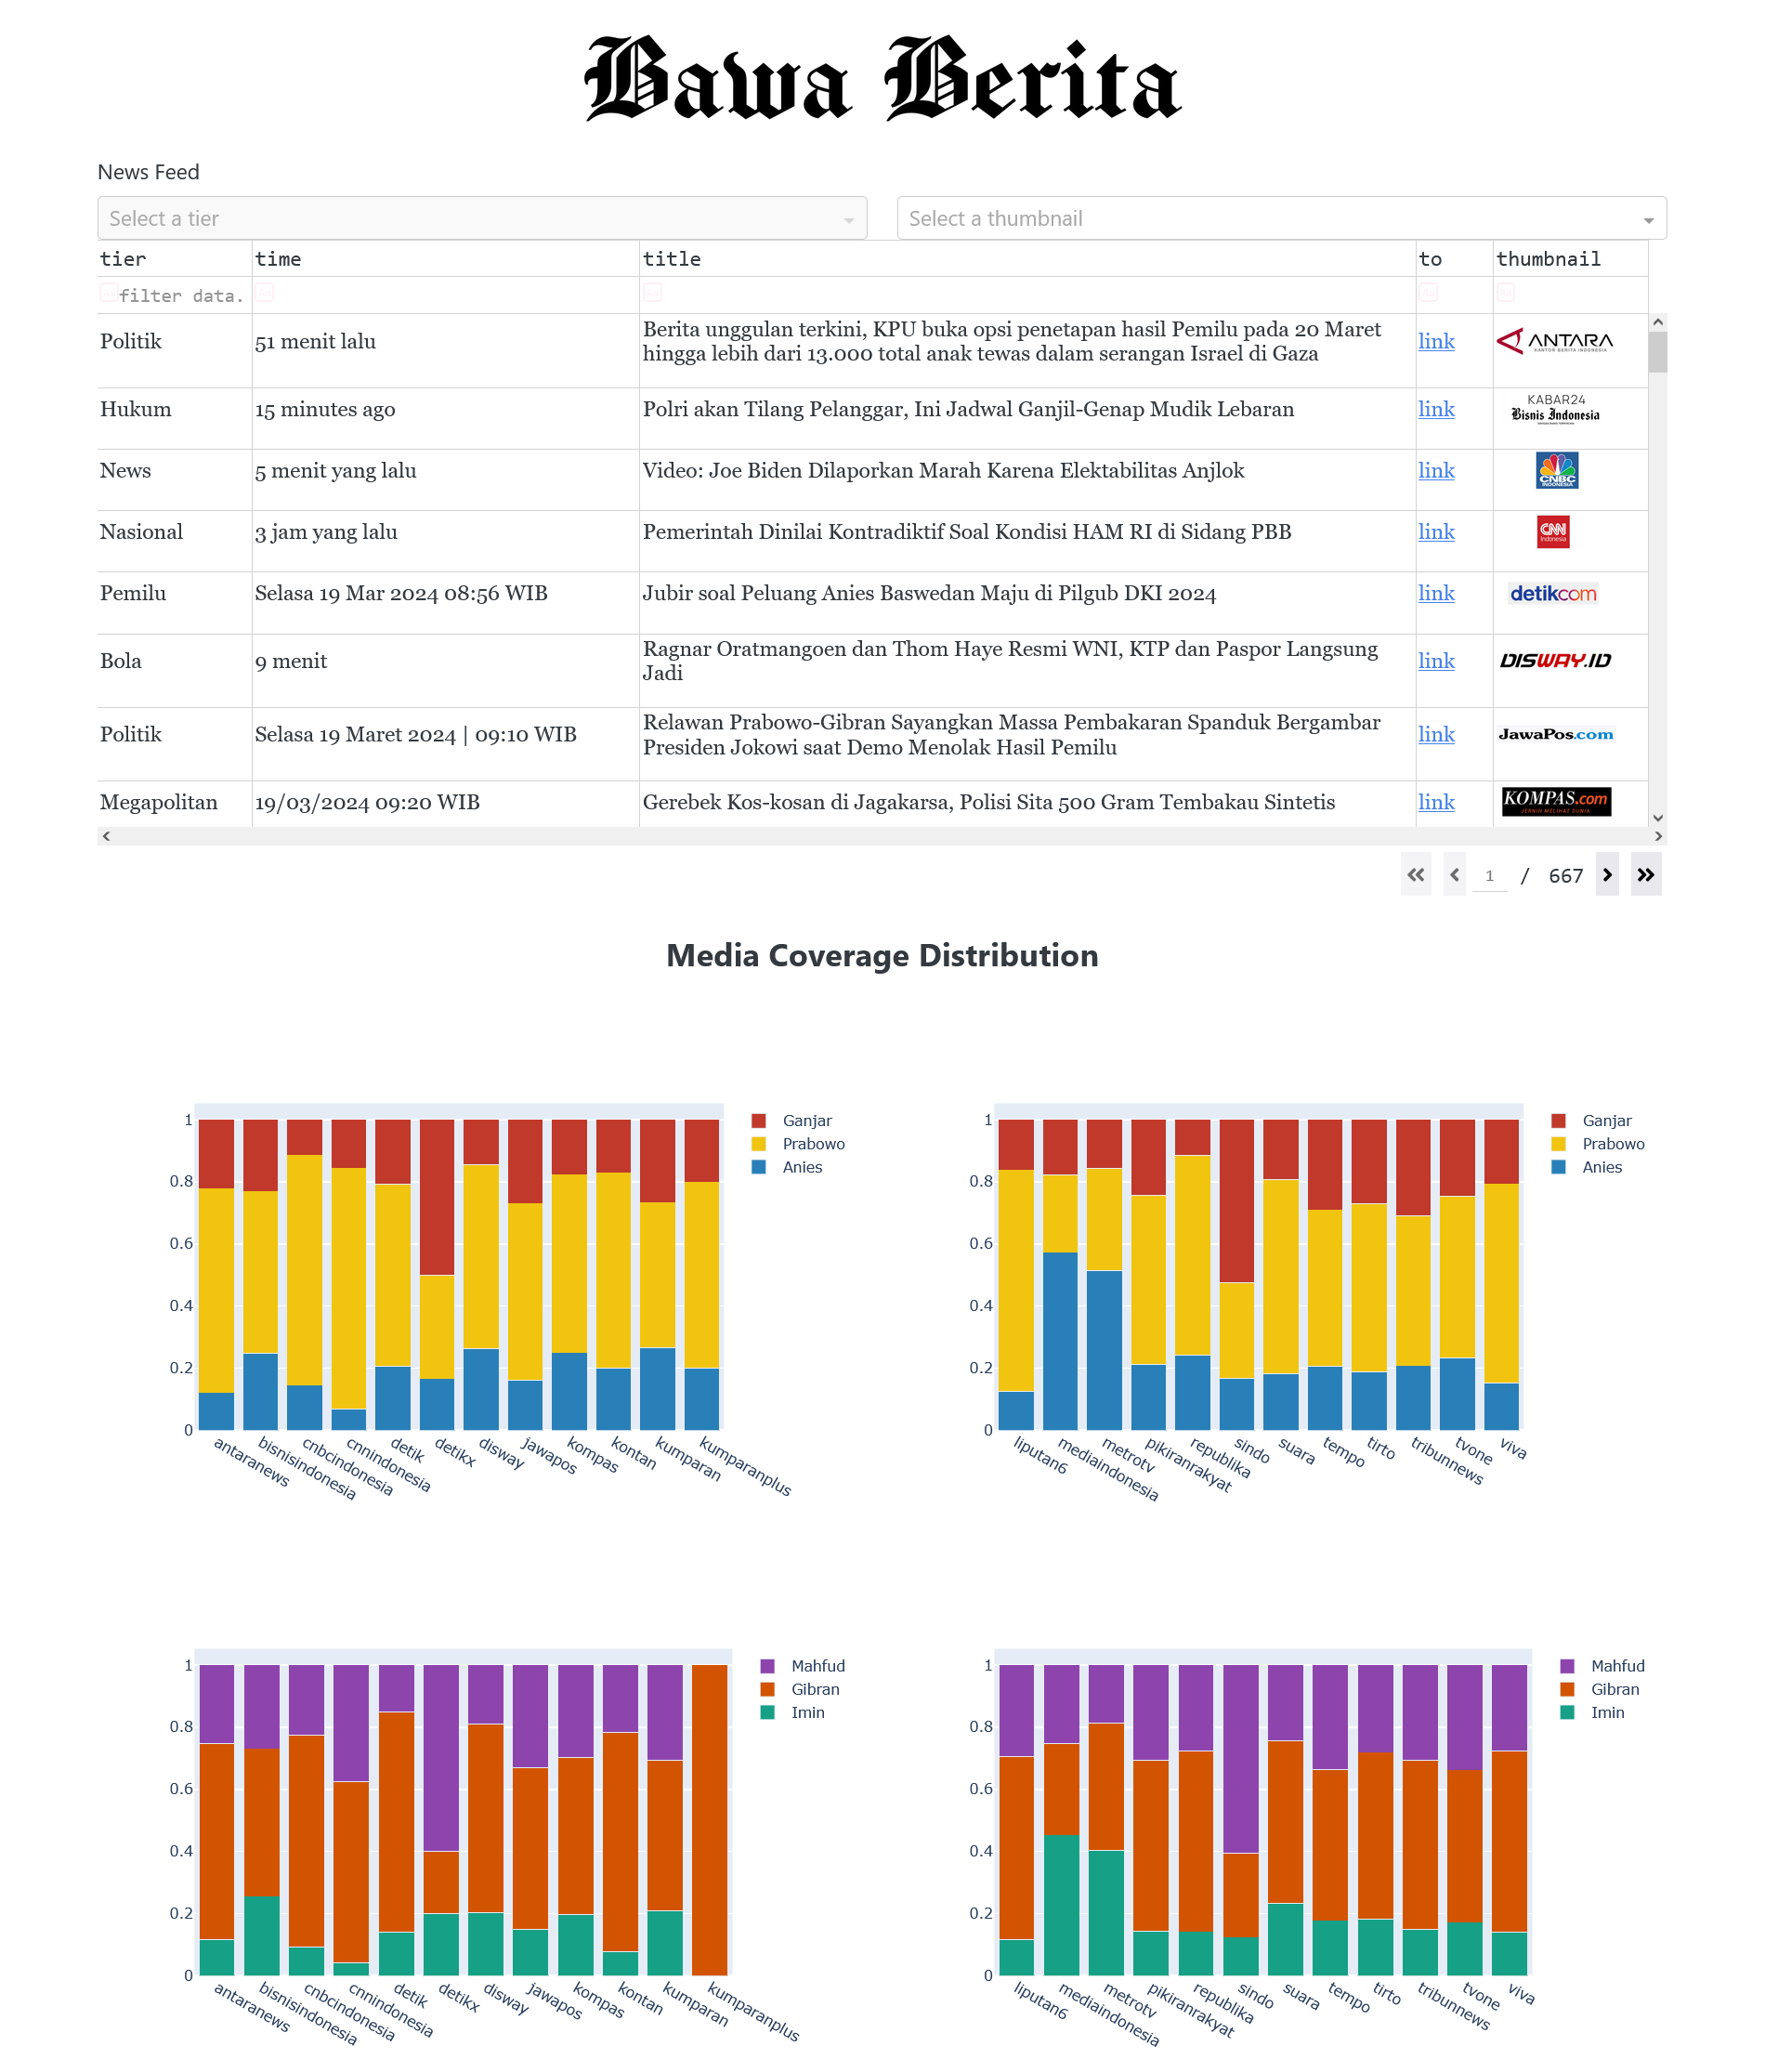 Bawa Berita
News Feed
Select a tier
Select a thumbnail
tier time title to thumbnail
filter data.
Politik 51 menit lalu Berita unggulan terkini, KPU buka opsi penetapan hasil Pemilu pada 20 Maret
hingga lebih dari 13.000 total anak tewas dalam serangan Israel di Gaza link ANTARA
KANTOR BERITA INDONESIA
Hukum 15 minutes ago Polri akan Tilang Pelanggar, Ini Jadwal Ganjil-Genap Mudik Lebaran link KABAR24
Bisnis Indonesia
News 5 menit yang lalu Video: Joe Biden Dilaporkan Marah Karena Elektabilitas Anjlok link CNBC
INDONESIA
Nasional 3 jam yang lalu Pemerintah Dinilai Kontradiktif Soal Kondisi HAM RI di Sidang PBB link CNN
Indonesia
Pemilu Selasa 19 Mar 2024 08:56 WIB Jubir soal Peluang Anies Baswedan Maju di Pilgub DKI 2024 link detikcom
Bola 9 menit Ragnar Oratmangoen dan Thom Haye Resmi WNI, KTP dan Paspor Langsung
Jadi link DISWAY.ID
Politik Selasa 19 Maret 2024 | 09:10 WIB Relawan Prabowo-Gibran Sayangkan Massa Pembakaran Spanduk Bergambar
Presiden Jokowi saat Demo Menolak Hasil Pemilu link JawaPos.com
Megapolitan 19/03/2024 09:20 WIB Gerebek Kos-kosan di Jagakarsa, Polisi Sita 500 Gram Tembakau Sintetis link KOMPAS.com
JERNIH MELIHAT DUNIA
1 / 667
Media Coverage Distribution
1
0.8
0.6
0.4
0.2
0
antaranews
bisnisindonesia
cnbcindonesia
cnnindonesia
detik
detikx
disway
jawapos
kompas
kontan
kumparan
kumparanplus
Ganjar
Prabowo
Anies
1
0.8
0.6
0.4
0.2
0
liputan6
mediaindonesia
metrotv
pikiranrakyat
republika
sindo
suara
tempo
tirto
tribunnews
tvone
viva
Ganjar
Prabowo
Anies
1
0.8
0.6
0.4
0.2
0
antaranews
bisnisindonesia
cnbcindonesia
cnnindonesia
detik
detikx
disway
jawapos
kompas
kontan
kumparan
kumparanplus
Mahfud
Gibran
Imin
1
0.8
0.6
0.4
0.2
0
liputan6
mediaindonesia
metrotv
pikiranrakyat
republika
sindo
suara
tempo
tirto
tribunnews
tvone
viva
Mahfud
Gibran
Imin